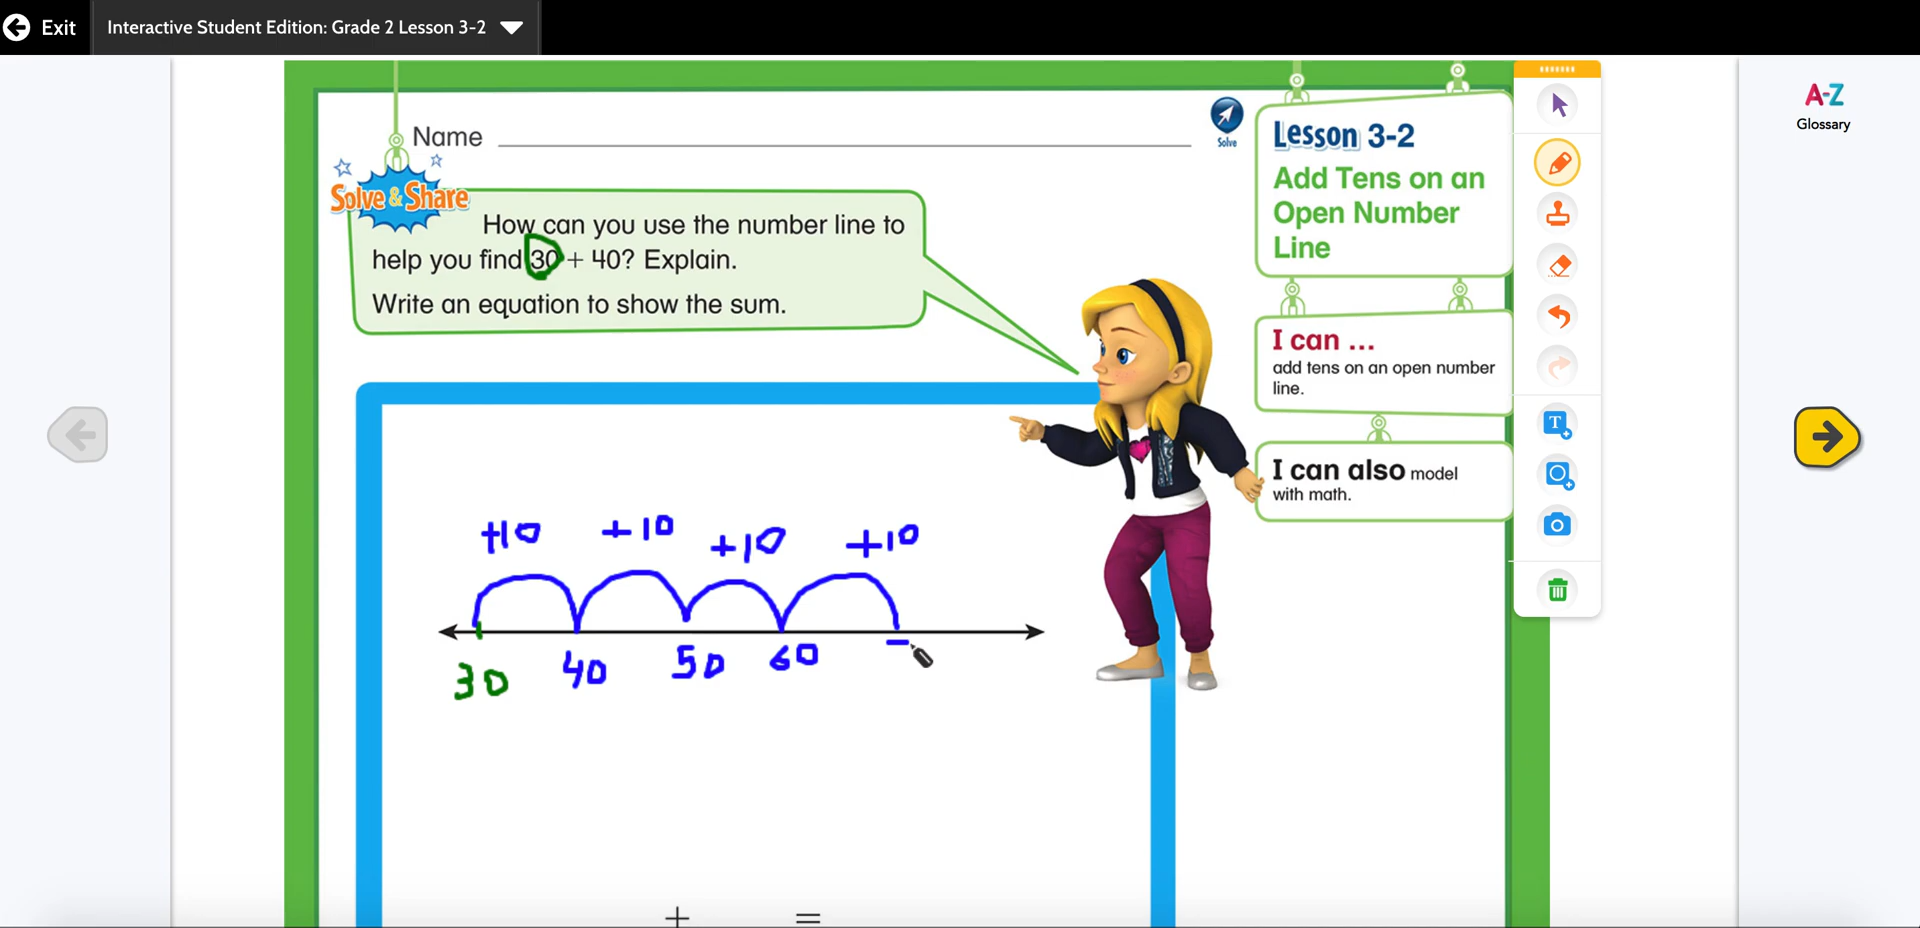 Exit
Interactive Student Edition: Grade 2 Lesson 3-2
A-Z
Glossary
Name
Solve
Solve & Share
How can you use the number line to
help you find 30 + 40? Explain.
Write an equation to show the sum.
Lesson 3-2
Add Tens on an
Open Number
Line
I can ...
add tens on an open number
line.
I can also model
with math.
T
+10 +10 +10 +10
30 40 50 60
+ =